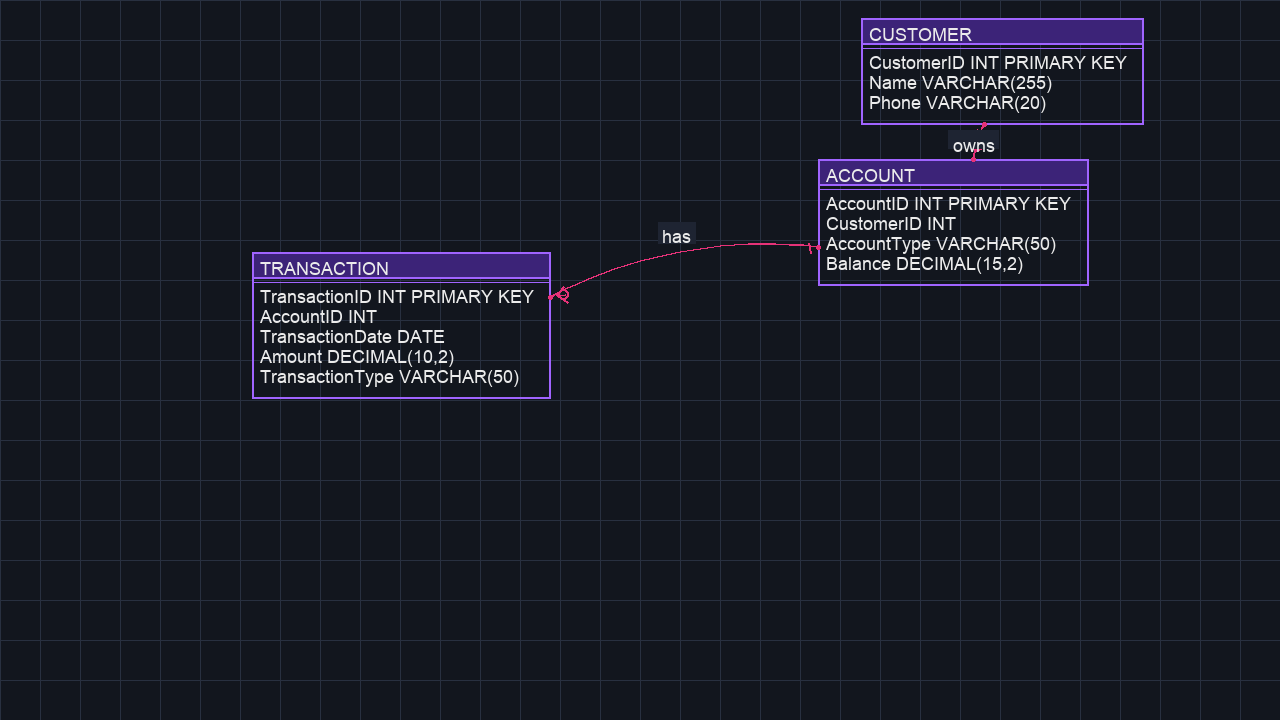 CUSTOMER
CustomerID INT PRIMARY KEY
Name VARCHAR(255)
Phone VARCHAR(20)
owns
ACCOUNT
AccountID INT PRIMARY KEY
CustomerID INT
AccountType VARCHAR(50)
Balance DECIMAL(15,2)
has
TRANSACTION
TransactionID INT PRIMARY KEY
AccountID INT
TransactionDate DATE
Amount DECIMAL(10,2)
TransactionType VARCHAR(50)